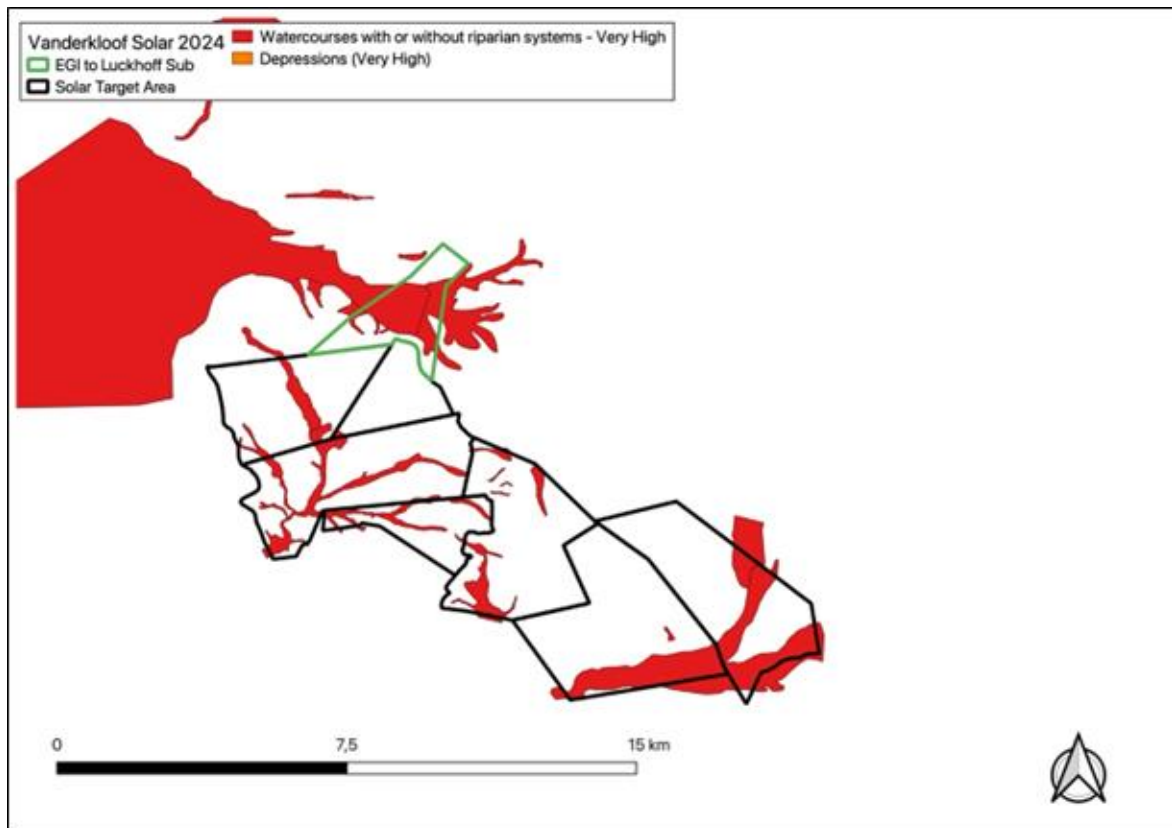 Vanderkloof Solar 2024
EGI to Luckhoff Sub
Solar Target Area
Watercourses with or without riparian systems - Very High
Depressions (Very High)
0 7,5 15 km